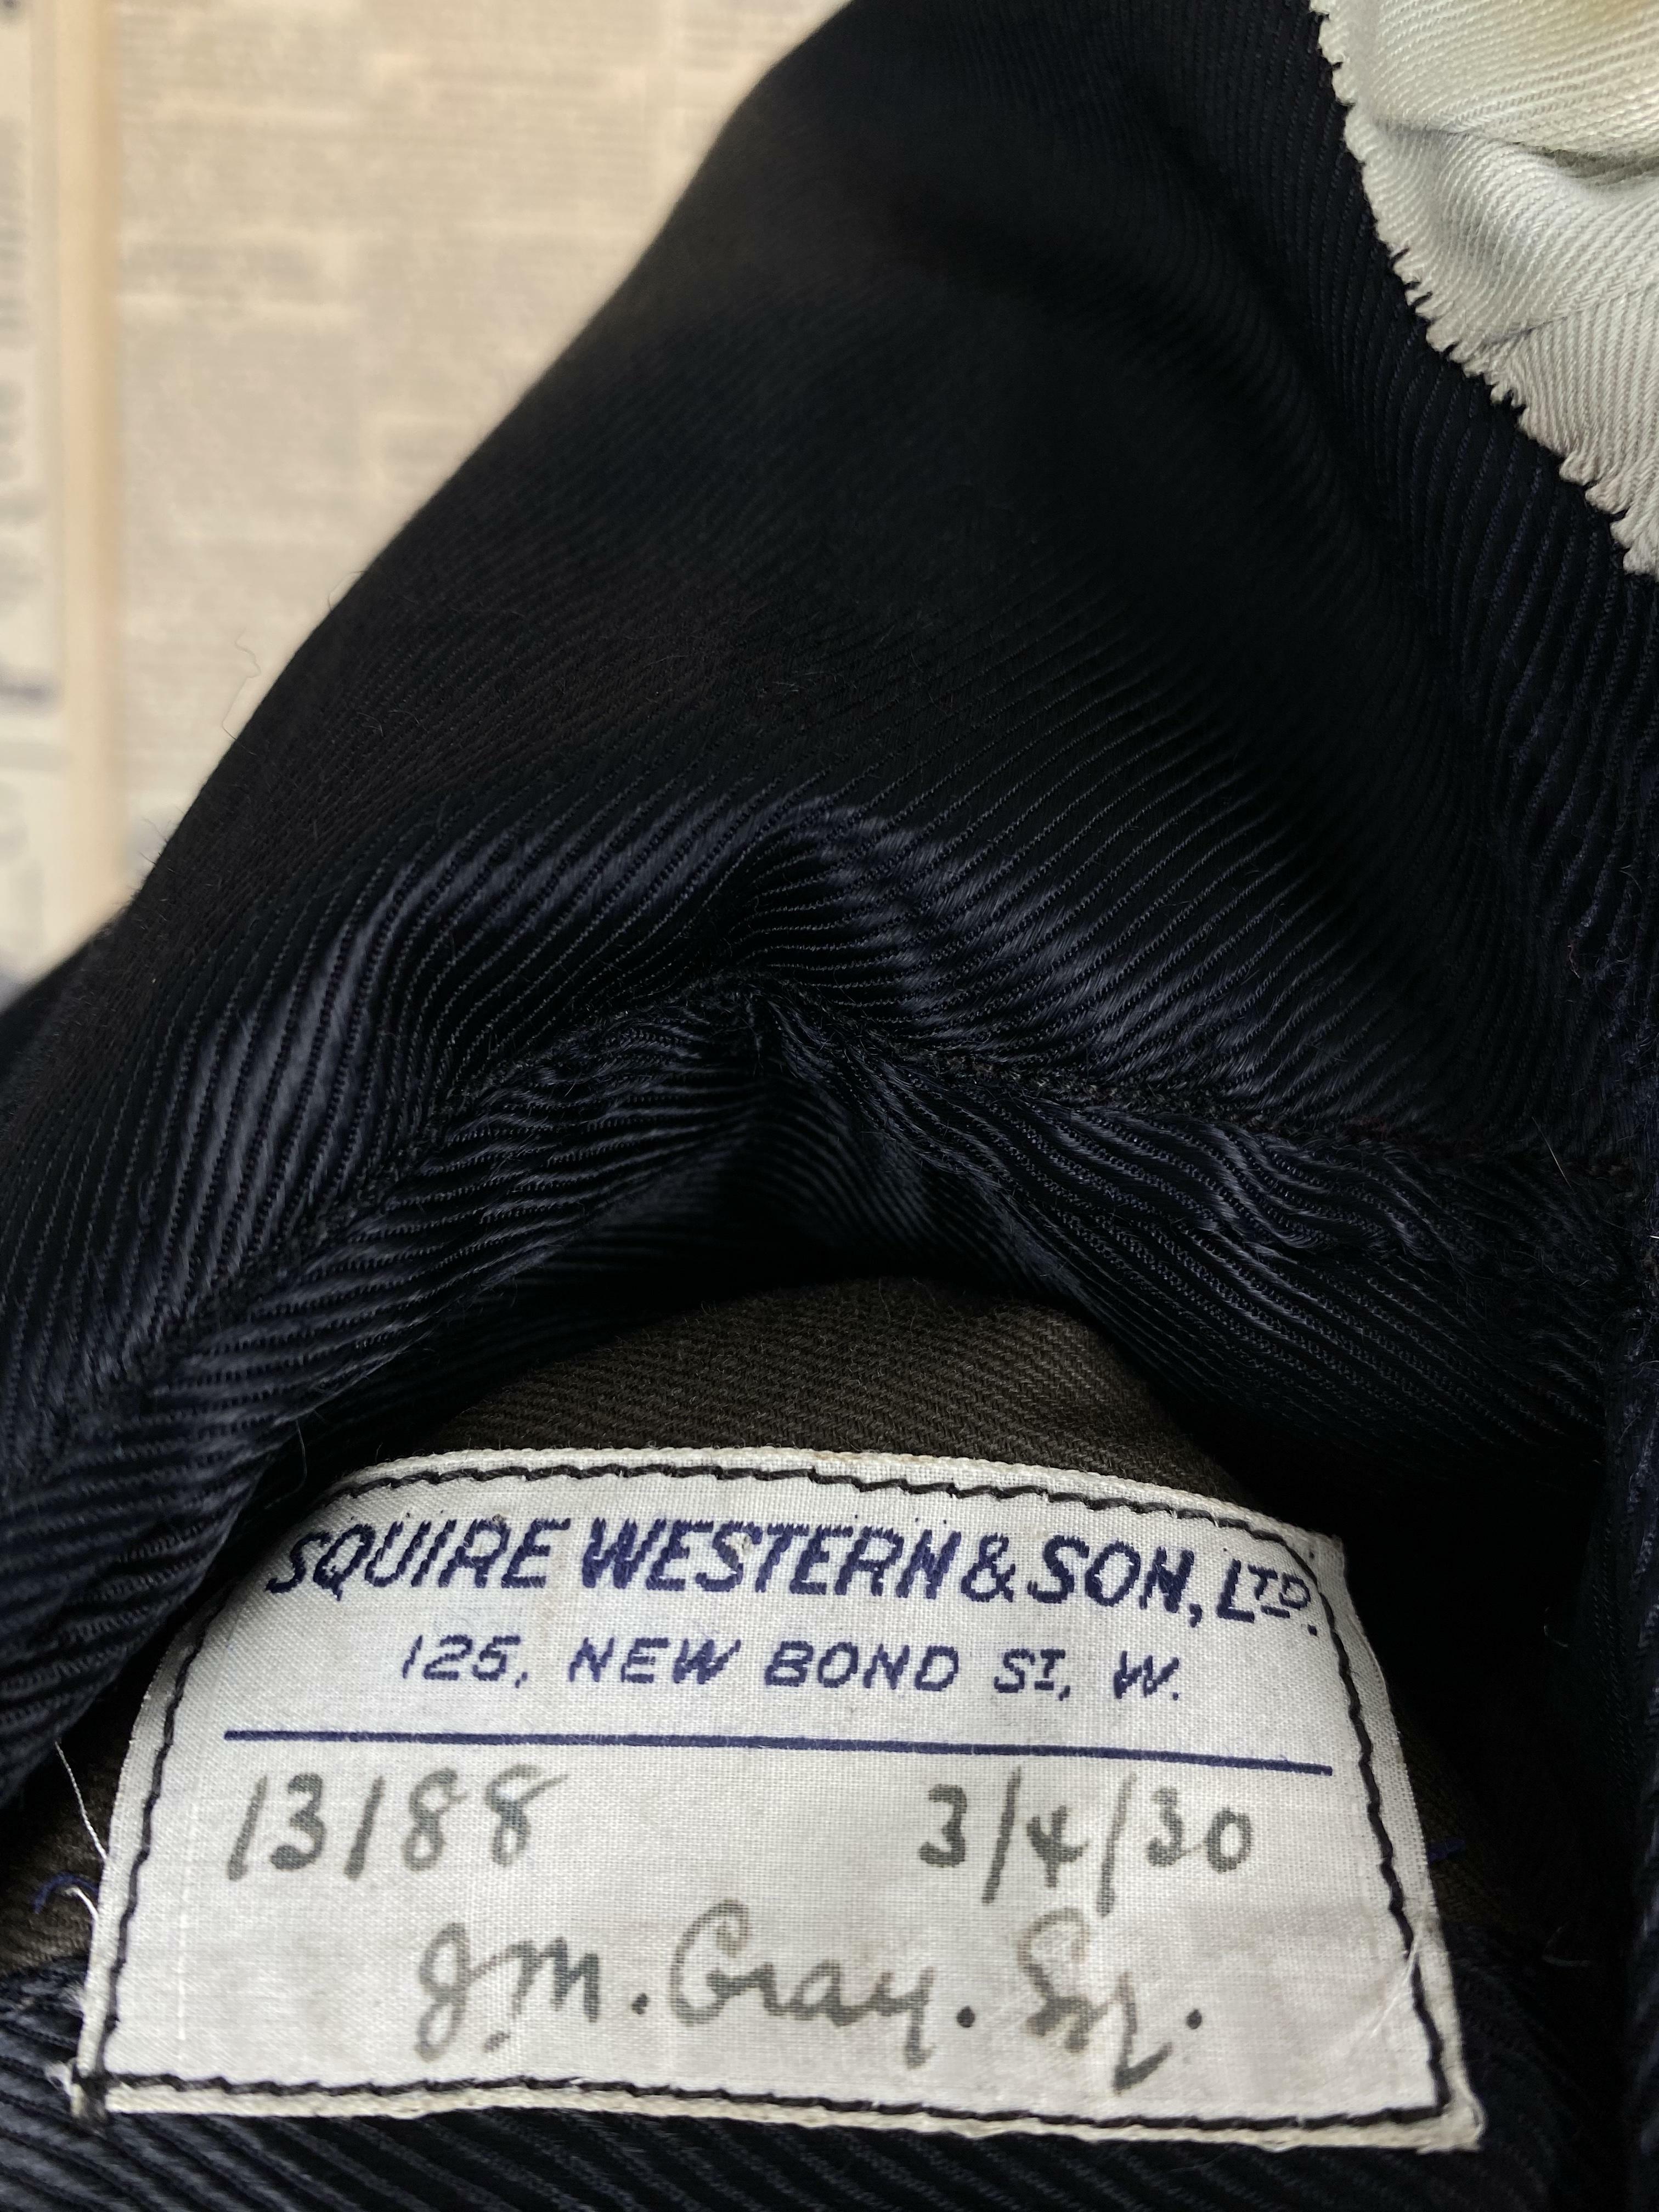 SQUIRE WESTERN & SON, LTD.
125, NEW BOND ST, W.
13188 3/4/30
J.M. Gray. Esq.